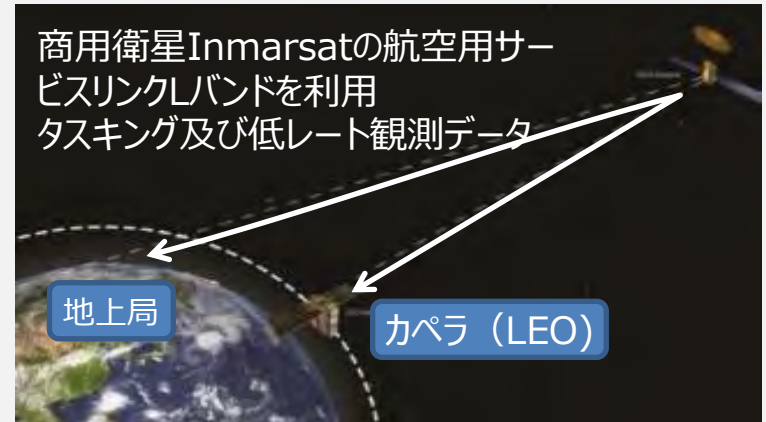 商用衛星Inmarsatの航空用サー
ビスリンクLバンドを利用
タスキング及び低レート観測データ
地上局
カペラ（LEO)